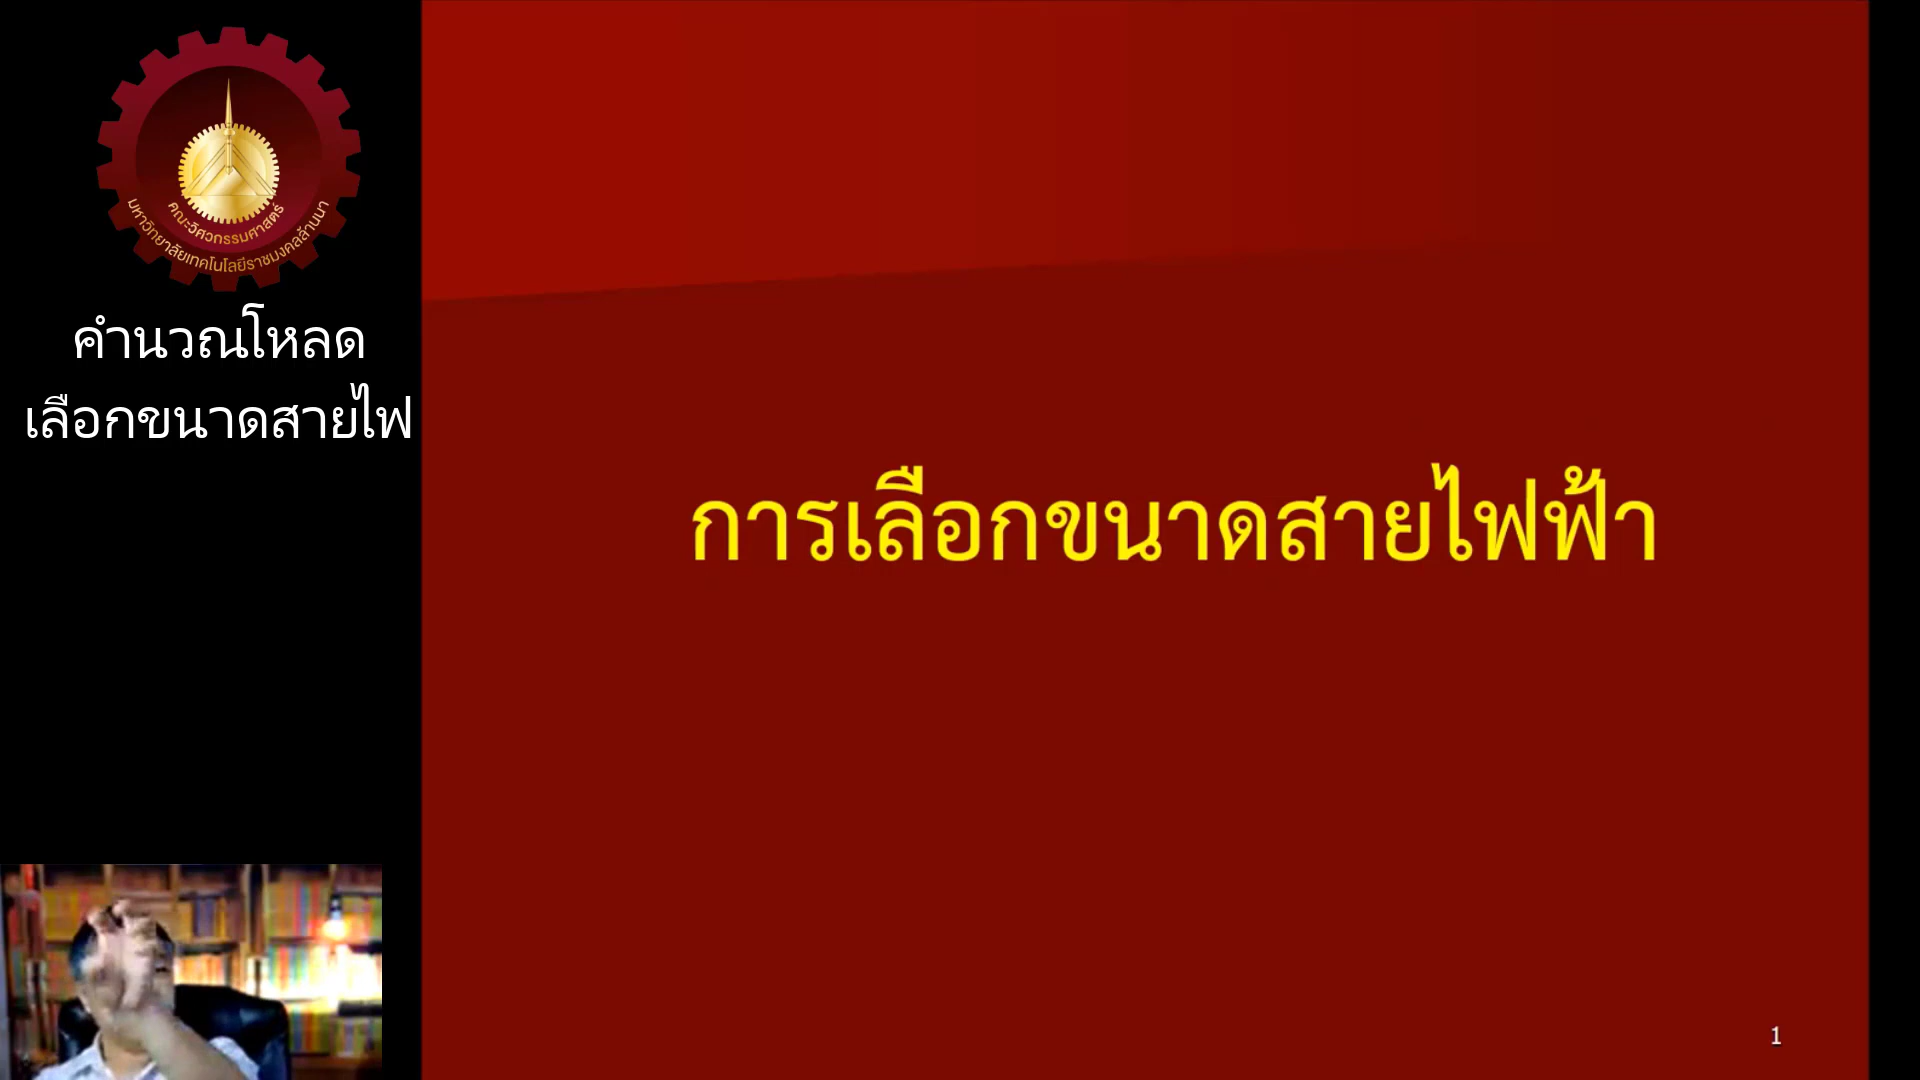 คณะวิศวกรรมศาสตร์
มหาวิทยาลัยเทคโนโลยีราชมงคลล้านนา
คำนวณโหลด
เลือกขนาดสายไฟ
การเลือกขนาดสายไฟฟ้า
1